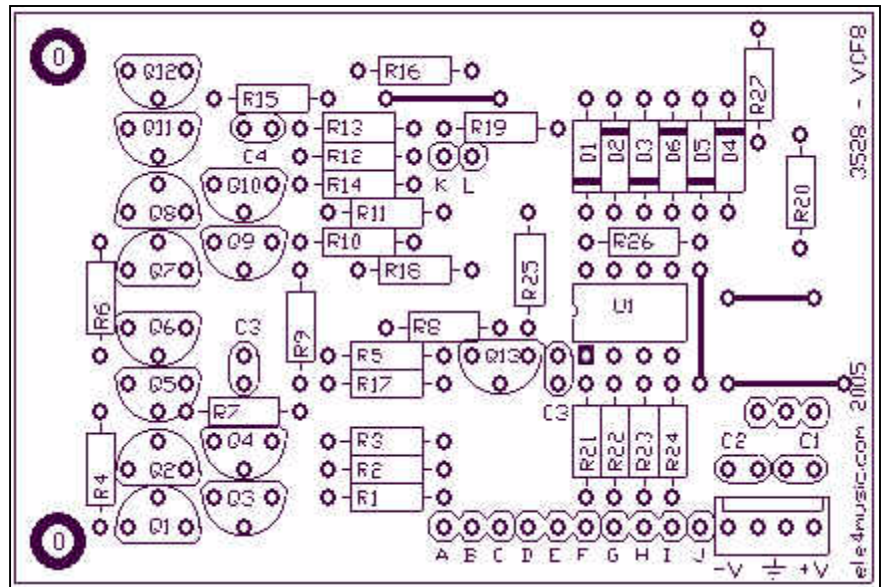 Q12
R16
R27
3528 - VCF8
R15
Q11
R13
R19
C4
R12
D1
D2
D3
D6
D5
D4
Q10
R14
K
L
R20
Q8
R11
Q9
R10
R26
Q7
R18
R25
R6
U1
Q6
C3
R9
R8
R5
Q13
Q5
R17
R7
C3
R21
R22
R23
R24
C2
C1
R4
Q4
R3
Q2
R2
Q3
R1
Q1
A B C D E F G H I J
-V
+V
ele4music.com 2005
0
0